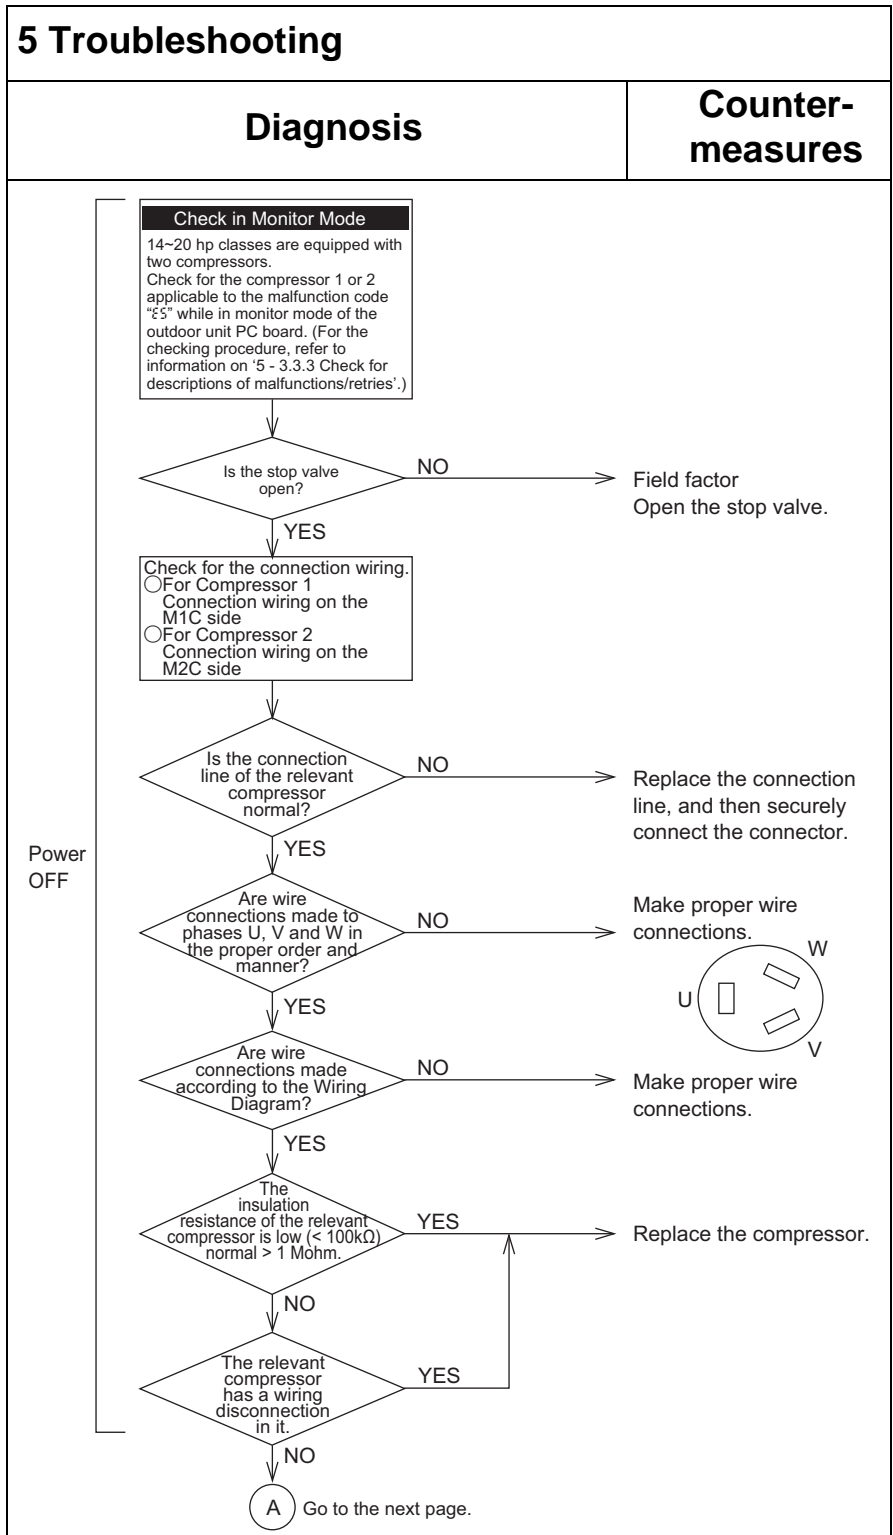 5 Troubleshooting
Diagnosis
Counter-
measures
Check in Monitor Mode
14~20 hp classes are equipped with
two compressors.
Check for the compressor 1 or 2
applicable to the malfunction code
“E5” while in monitor mode of the
outdoor unit PC board. (For the
checking procedure, refer to
information on ‘5 - 3.3.3 Check for
descriptions of malfunctions/retries’.)
Is the stop valve
open?
NO
Field factor
Open the stop valve.
YES
Check for the connection wiring.
○For Compressor 1
Connection wiring on the
M1C side
○For Compressor 2
Connection wiring on the
M2C side
Is the connection
line of the relevant
compressor
normal?
NO
Replace the connection
line, and then securely
connect the connector.
YES
Power
OFF
Are wire
connections made to
phases U, V and W in
the proper order and
manner?
NO
Make proper wire
connections.
W
U
V
YES
Are wire
connections made
according to the Wiring
Diagram?
NO
Make proper wire
connections.
YES
The
insulation
resistance of the relevant
compressor is low (< 100kΩ)
normal > 1 Mohm.
YES
Replace the compressor.
NO
The relevant
compressor
has a wiring
disconnection
in it.
YES
NO
A
Go to the next page.